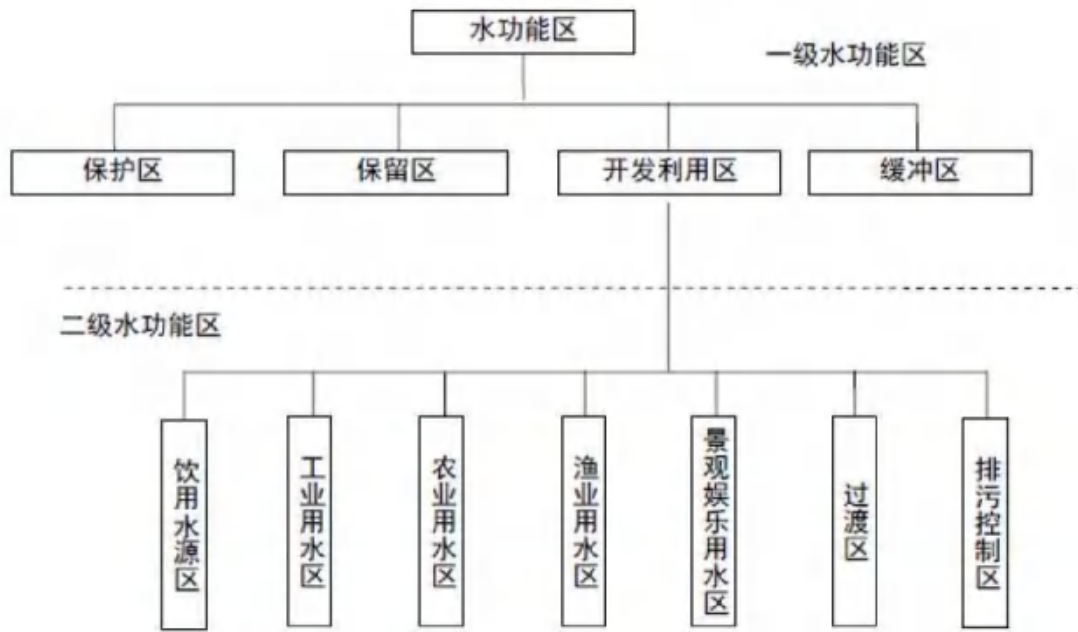 水功能区
一级水功能区
保护区
保留区
开发利用区
缓冲区
二级水功能区
饮用水源区
工业用水区
农业用水区
渔业用水区
景观娱乐用水区
过渡区
排污控制区